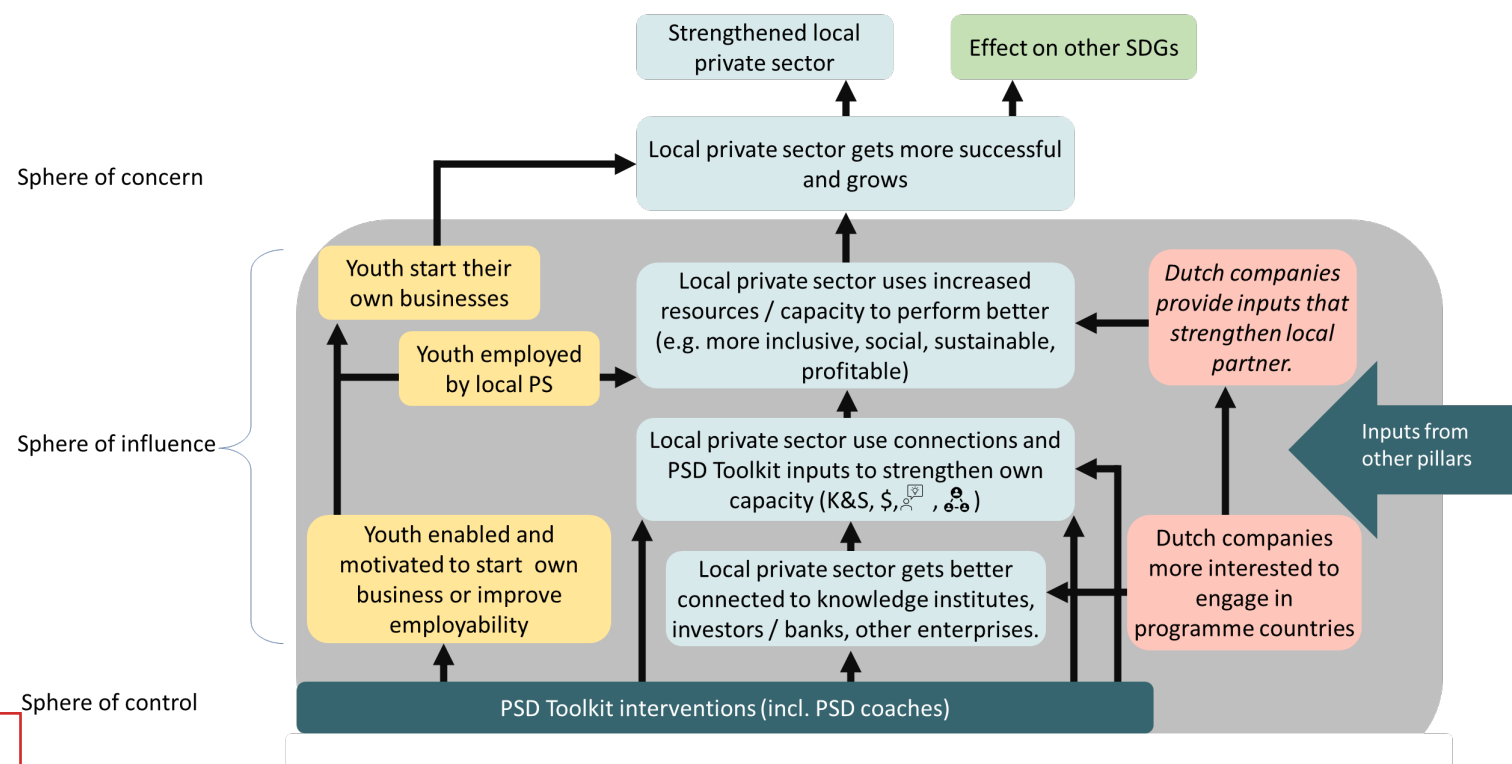 Strengthened local
private sector
Effect on other SDGs
Local private sector gets more successful
and grows
Sphere of concern
Youth start their
own businesses
Local private sector uses increased
resources / capacity to perform better
(e.g. more inclusive, social, sustainable,
profitable)
Dutch companies
provide inputs that
strengthen local
partner.
Youth employed
by local PS
Sphere of influence
Local private sector use connections and
PSD Toolkit inputs to strengthen own
capacity (K&S, $, , )
Inputs from
other pillars
Youth enabled and
motivated to start own
business or improve
employability
Local private sector gets better
connected to knowledge institutes,
investors / banks, other enterprises.
Dutch companies
more interested to
engage in
programme countries
Sphere of control
PSD Toolkit interventions (incl. PSD coaches)